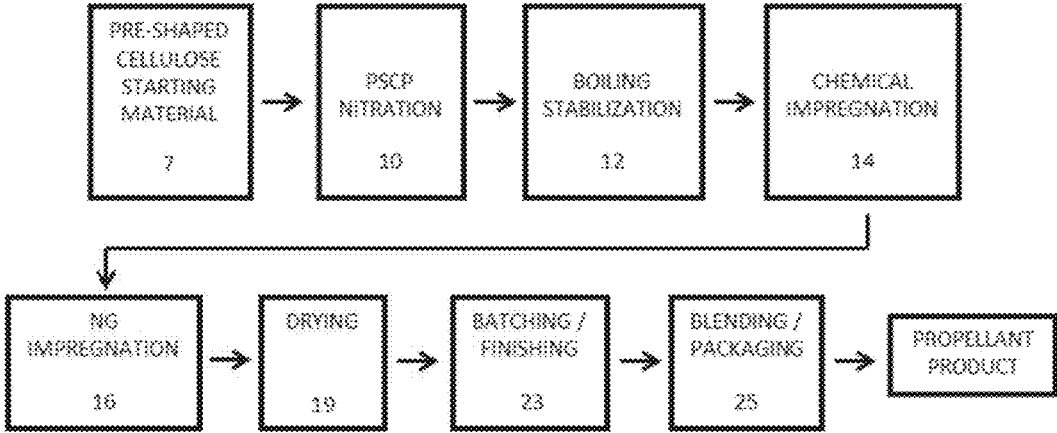 PRE-SHAPED
CELLULOSE
STARTING
MATERIAL
7
PSCP
NITRATION
10
BOILING
STABILIZATION
12
CHEMICAL
IMPREGNATION
14
NG
IMPREGNATION
16
DRYING
19
BATCHING /
FINISHING
23
BLENDING /
PACKAGING
25
PROPELLANT
PRODUCT